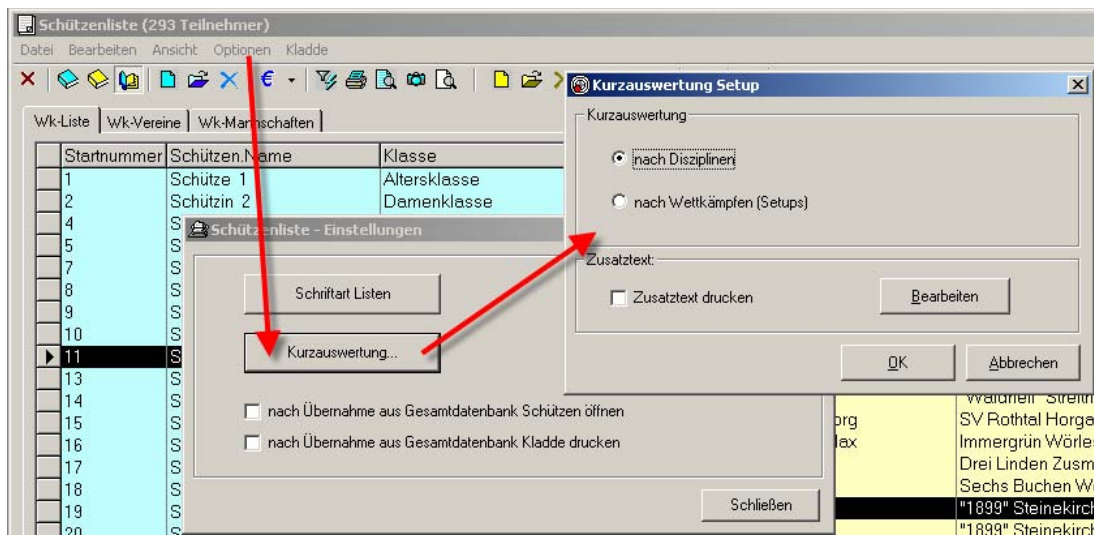 Schützenliste (293 Teilnehmer)
Datei Bearbeiten Ansicht Optionen Kladde
Wk-Liste Wk-Vereine Wk-Mannschaften
Startnummer Schützen.Name Klasse
1 Schütze 1 Altersklasse
2 Schützin 2 Damenklasse
4 S
5 S
7 S
8 S
9 S
10 S
11 S
13 S
14 S
15 S
16 S
17 S
18 S
19 S
20 S
Schützenliste - Einstellungen
Schriftart Listen
Kurzauswertung...
nach Übernahme aus Gesamtdatenbank Schützen öffnen
nach Übernahme aus Gesamtdatenbank Kladde drucken
Schließen
Kurzauswertung Setup
Kurzauswertung
nach Disziplinen
nach Wettkämpfen (Setups)
Zusatztext:
Zusatztext drucken
Bearbeiten
OK Abbrechen
org SV Rothtal Horga
Max Immergrün Wörle
Drei Linden Zusm
Sechs Buchen W
"1899" Steinekirch
"1899" Steinekirch